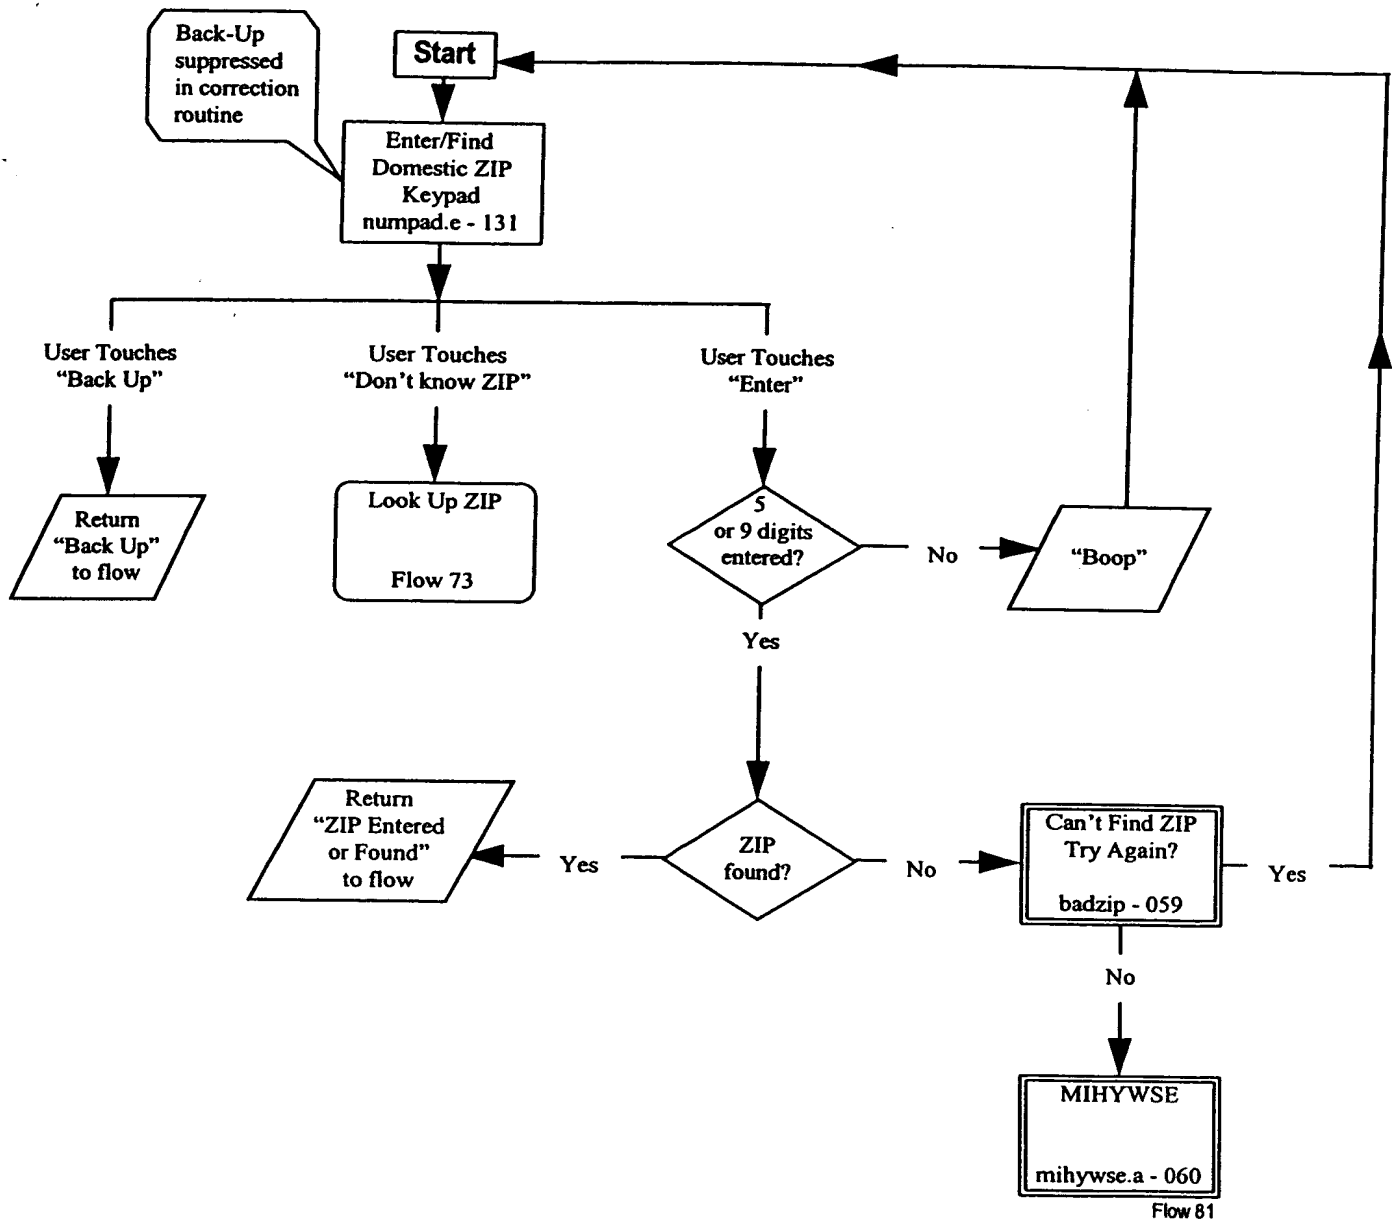 Back-Up
suppressed
in correction
routine
Start
Enter/Find
Domestic ZIP
Keypad
numpad.e - 131
User Touches
“Back Up”
User Touches
“Don't know ZIP”
User Touches
“Enter”
Return
“Back Up”
to flow
Look Up ZIP
Flow 73
5
or 9 digits
entered?
No
“Boop”
Yes
Return
“ZIP Entered
or Found”
to flow
Yes
ZIP
found?
No
Can't Find ZIP
Try Again?
badzip - 059
Yes
No
MIHYWSE
mihywse.a - 060
Flow 81